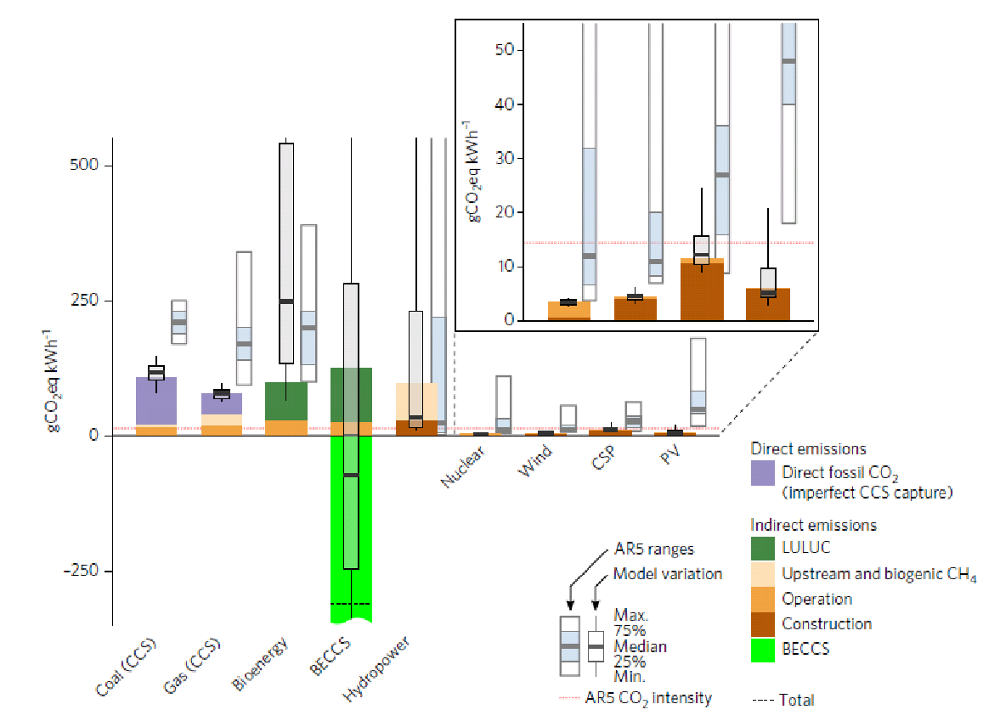 50
40
30
20
10
0
gCO₂eq kWh⁻¹
500
250
0
−250
gCO₂eq kWh⁻¹
Coal (CCS)
Gas (CCS)
Bioenergy
BECCS
Hydropower
Nuclear
Wind
CSP
PV
AR5 ranges
Model variation
Max.
75%
Median
25%
Min.
AR5 CO₂ intensity
Direct emissions
Direct fossil CO₂
(imperfect CCS capture)
Indirect emissions
LULUC
Upstream and biogenic CH₄
Operation
Construction
BECCS
Total